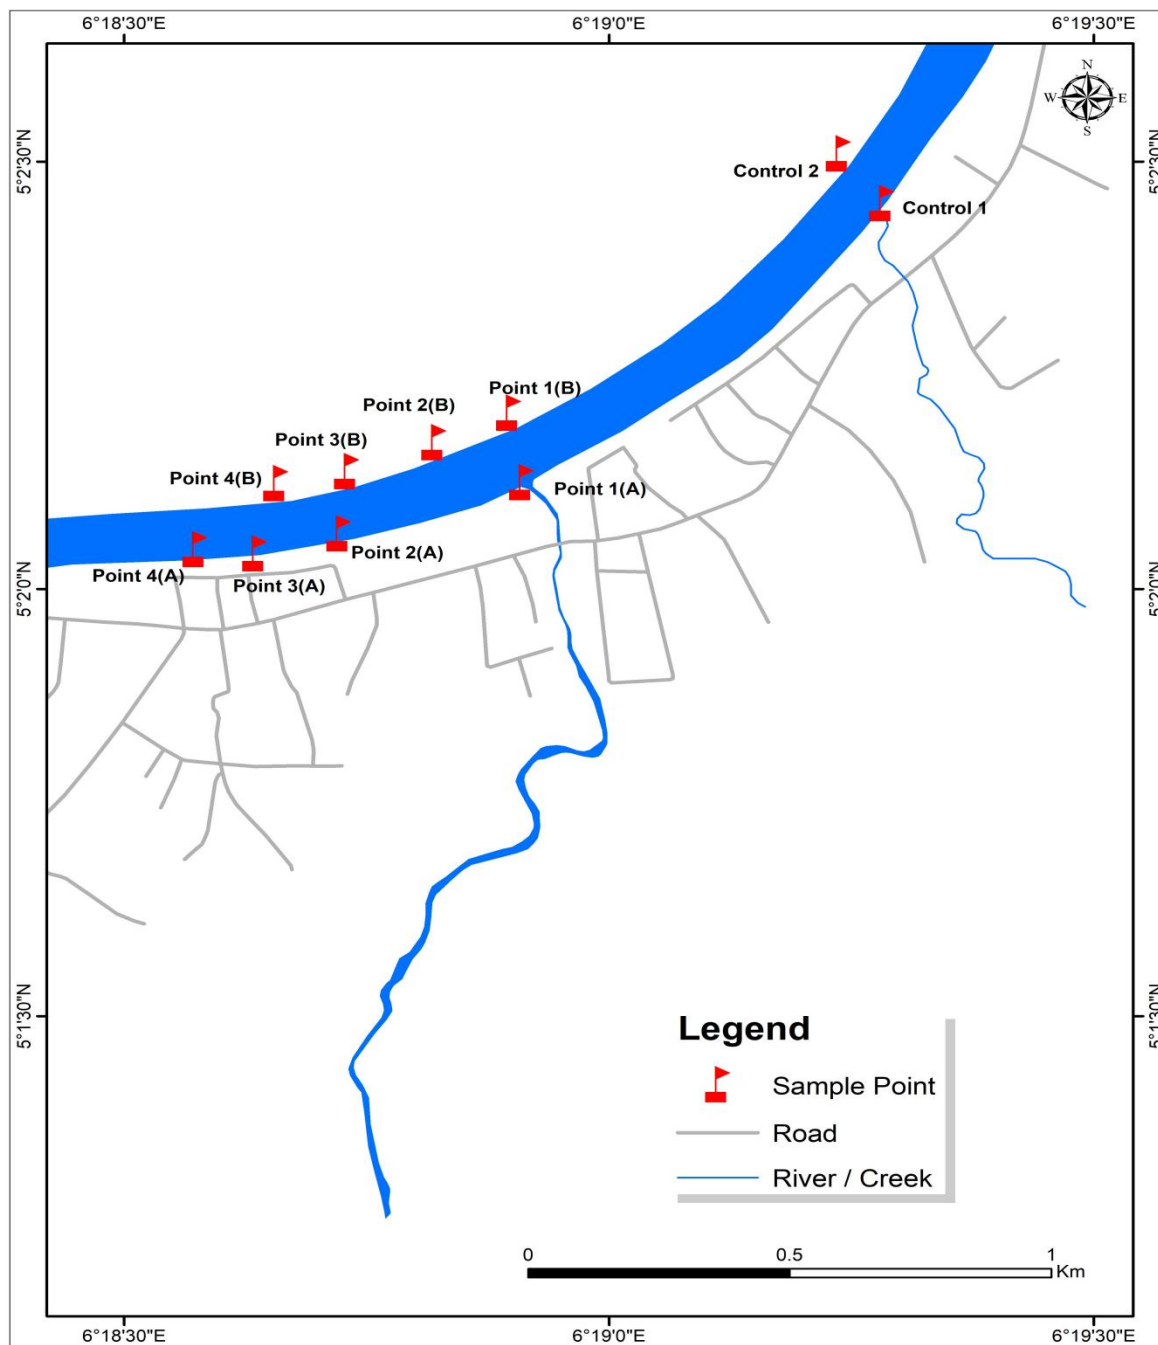 6°18'30"E 6°19'0"E 6°19'30"E
N
W E
S
5°2'30"N 5°2'30"N
Control 2
Control 1
Point 1(B)
Point 2(B)
Point 3(B)
Point 4(B)
Point 1(A)
Point 2(A)
Point 4(A)
Point 3(A)
5°2'0"N 5°2'0"N
5°1'30"N 5°1'30"N
Legend
Sample Point
Road
River / Creek
0 0.5 1
Km
6°18'30"E 6°19'0"E 6°19'30"E